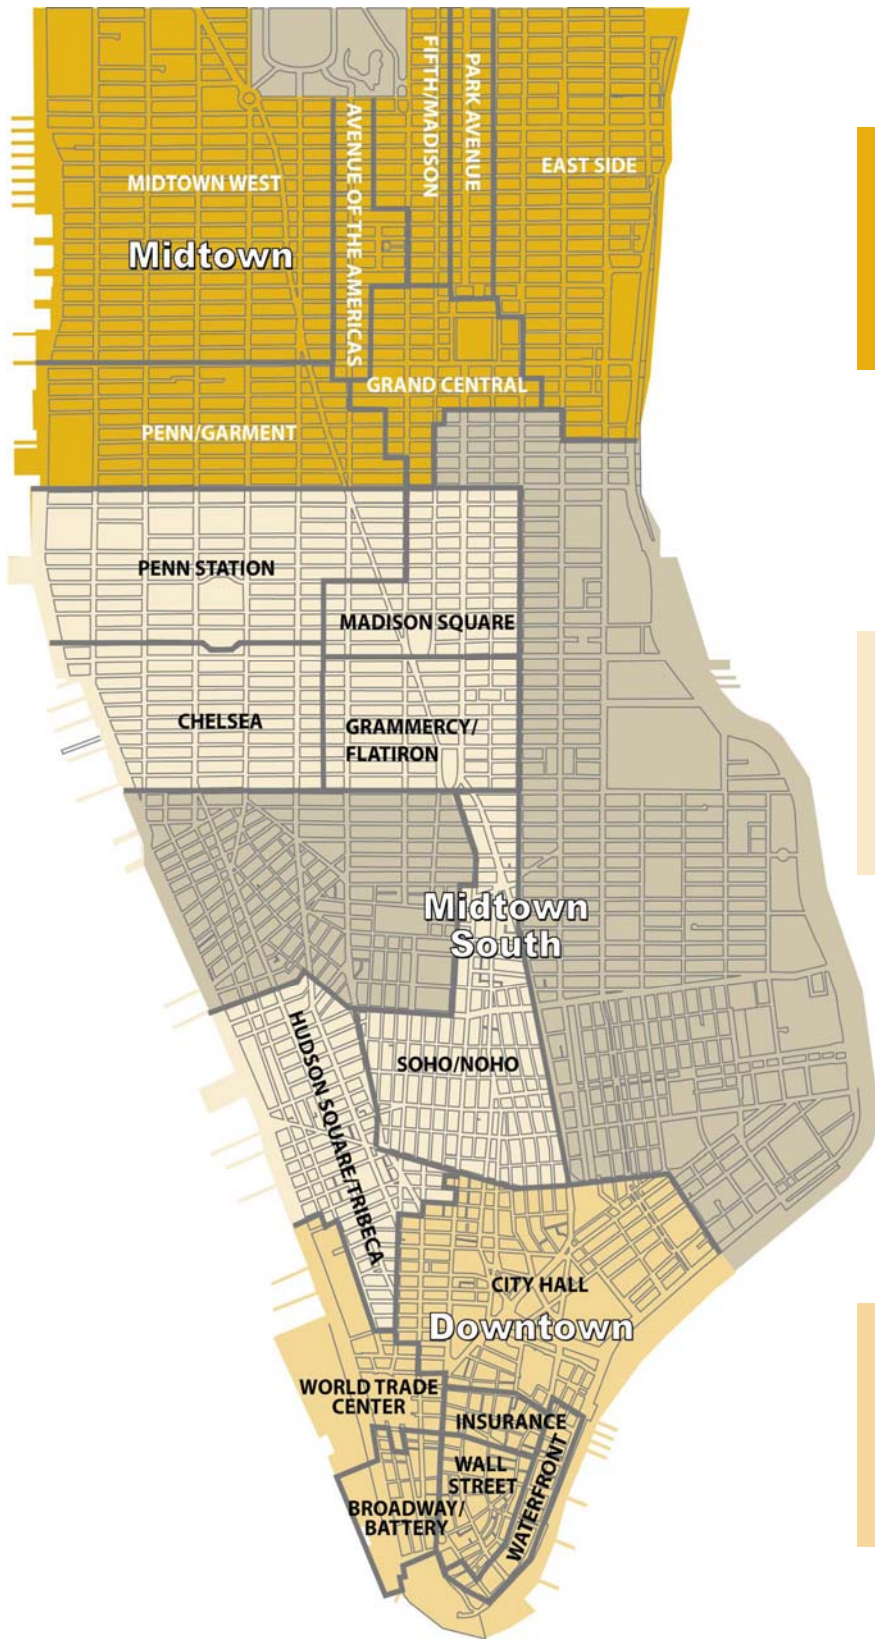 FIFTH/MADISON
PARK AVENUE
AVENUE OF THE AMERICAS
EAST SIDE
MIDTOWN WEST
Midtown
GRAND CENTRAL
PENN/GARMENT
PENN STATION
MADISON SQUARE
CHELSEA
GRAMMERCY/
FLATIRON
Midtown
South
HUDSON SQUARE/TRIBECA
SOHO/NOHO
CITY HALL
Downtown
WORLD TRADE
CENTER
INSURANCE
WALL
STREET
WATERFRONT
BROADWAY/
BATTERY